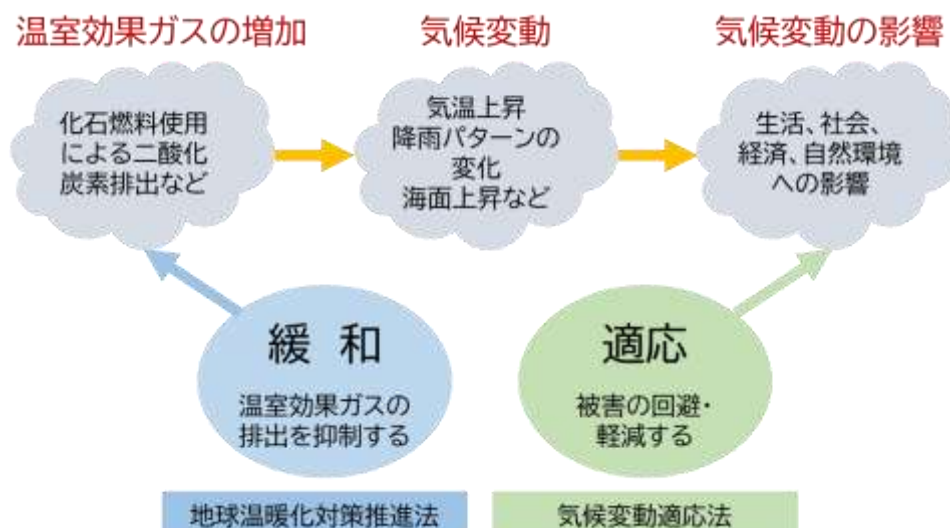 温室効果ガスの増加
気候変動
気候変動の影響
化石燃料使用
による二酸化
炭素排出など
気温上昇
降雨パターンの
変化
海面上昇など
生活、社会、
経済、自然環境
への影響
緩 和
温室効果ガスの
排出を抑制する
適応
被害の回避・
軽減する
地球温暖化対策推進法
気候変動適応法